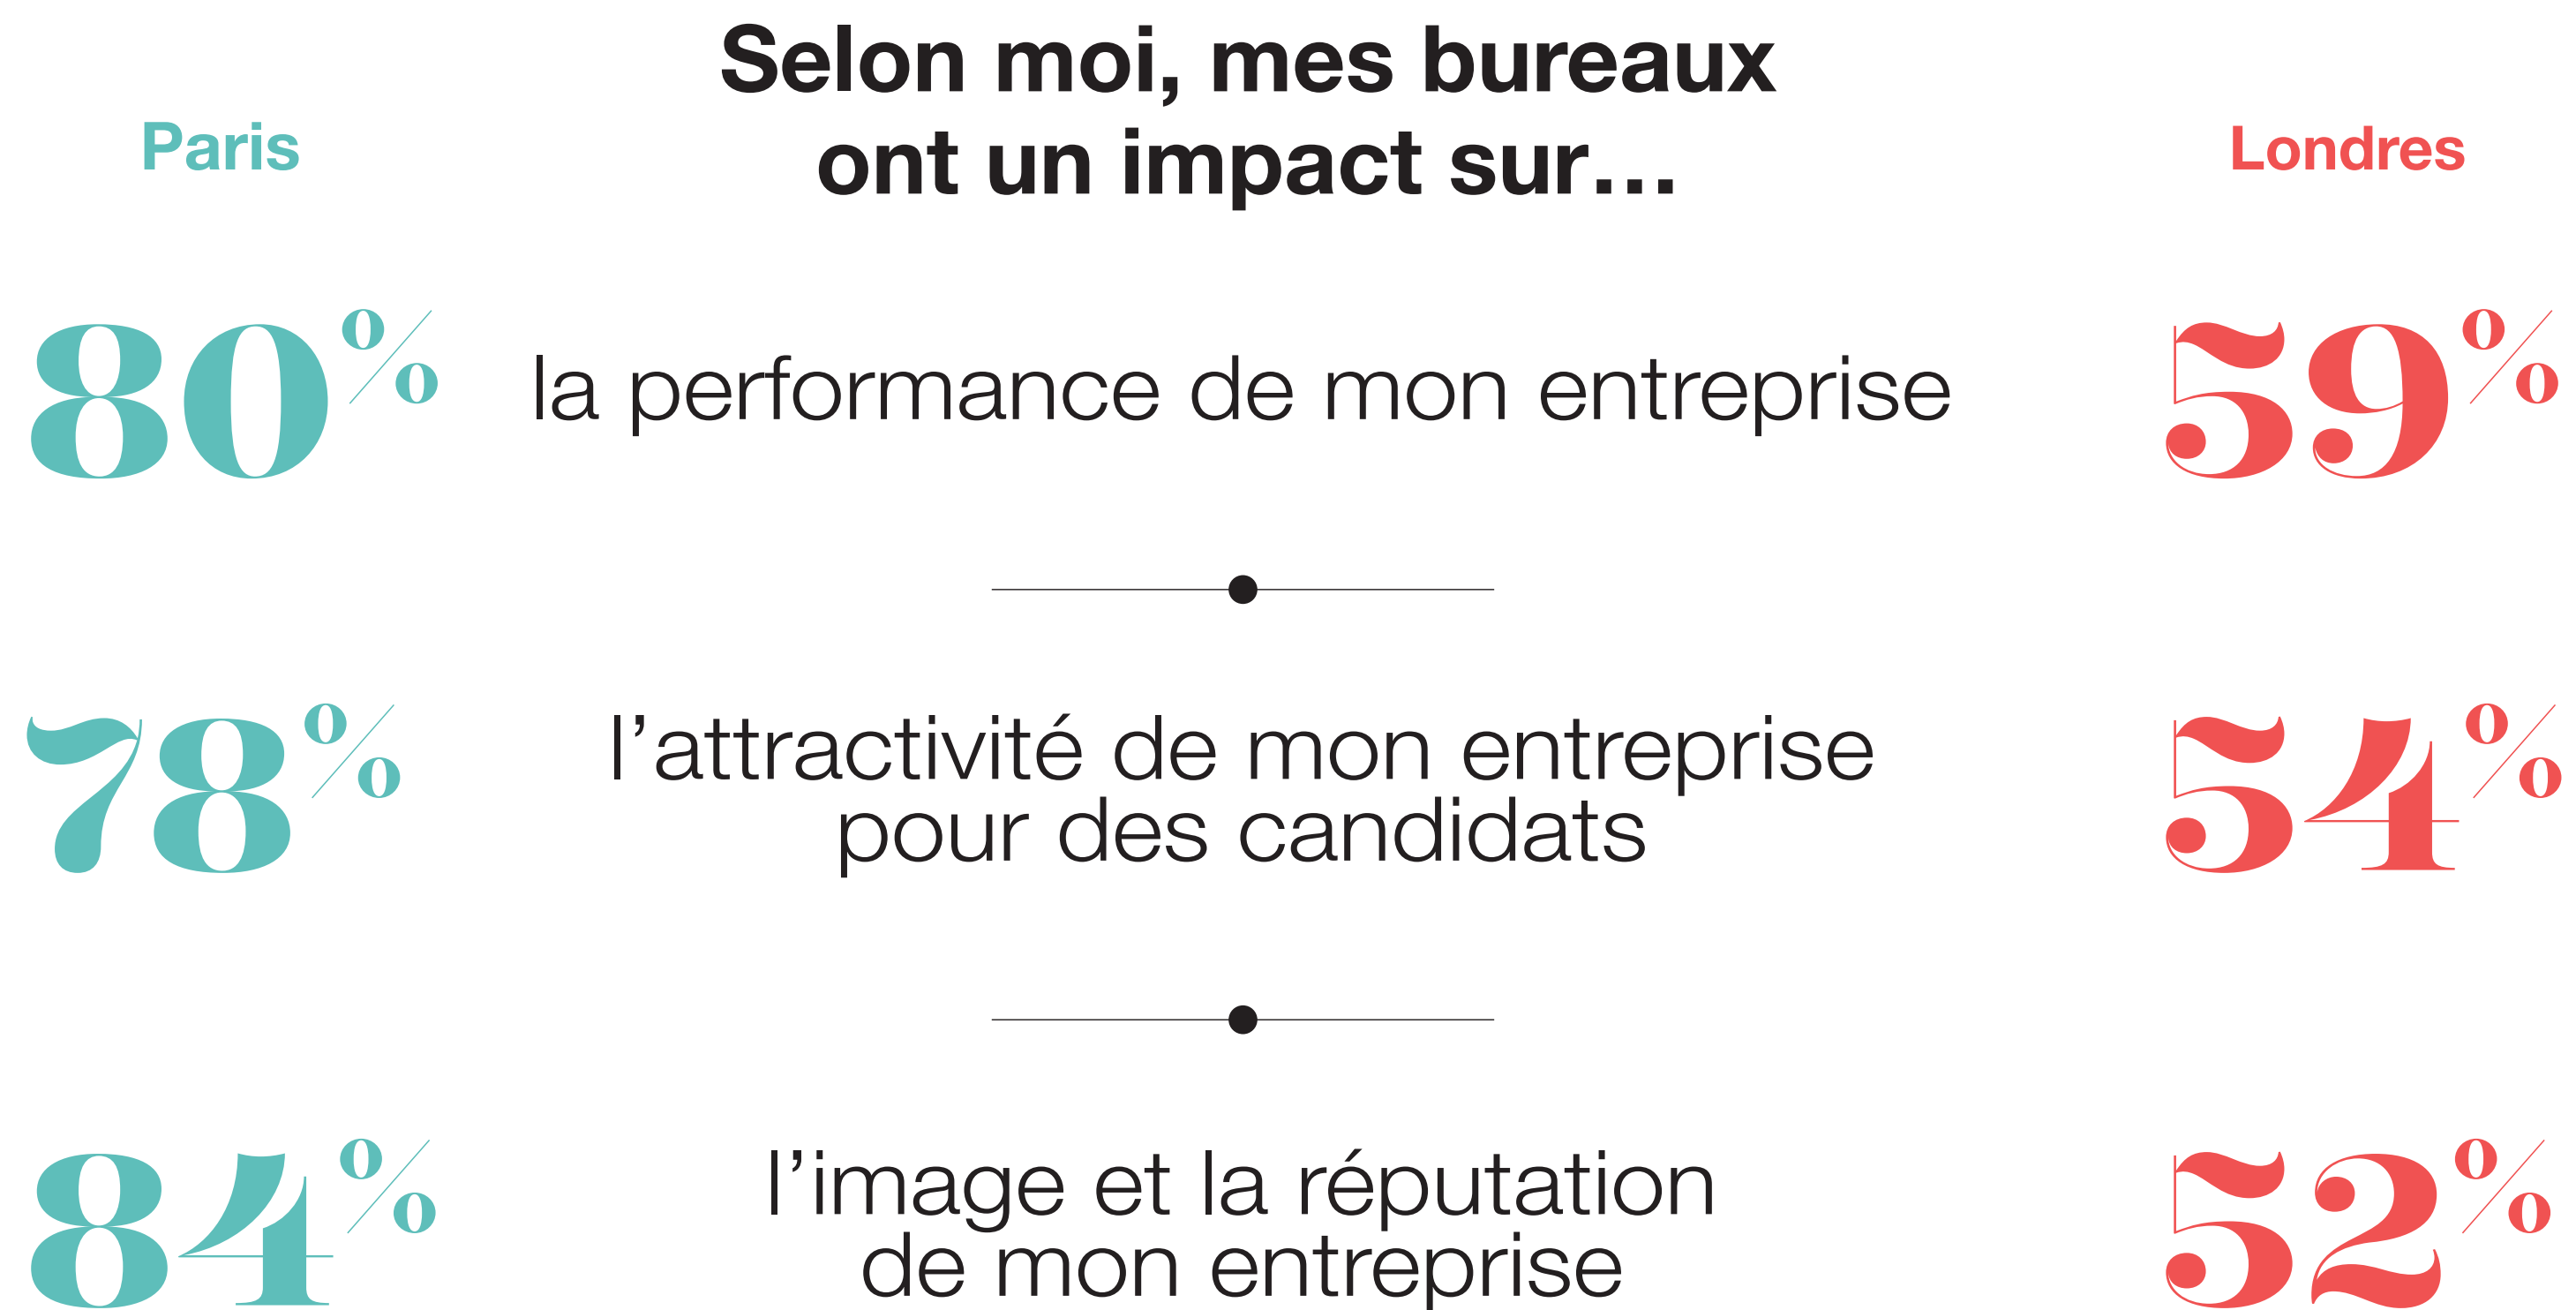 Selon moi, mes bureaux
ont un impact sur…
Paris
Londres
80%
la performance de mon entreprise
59%
78%
l’attractivité de mon entreprise
pour des candidats
54%
84%
l’image et la réputation
de mon entreprise
52%